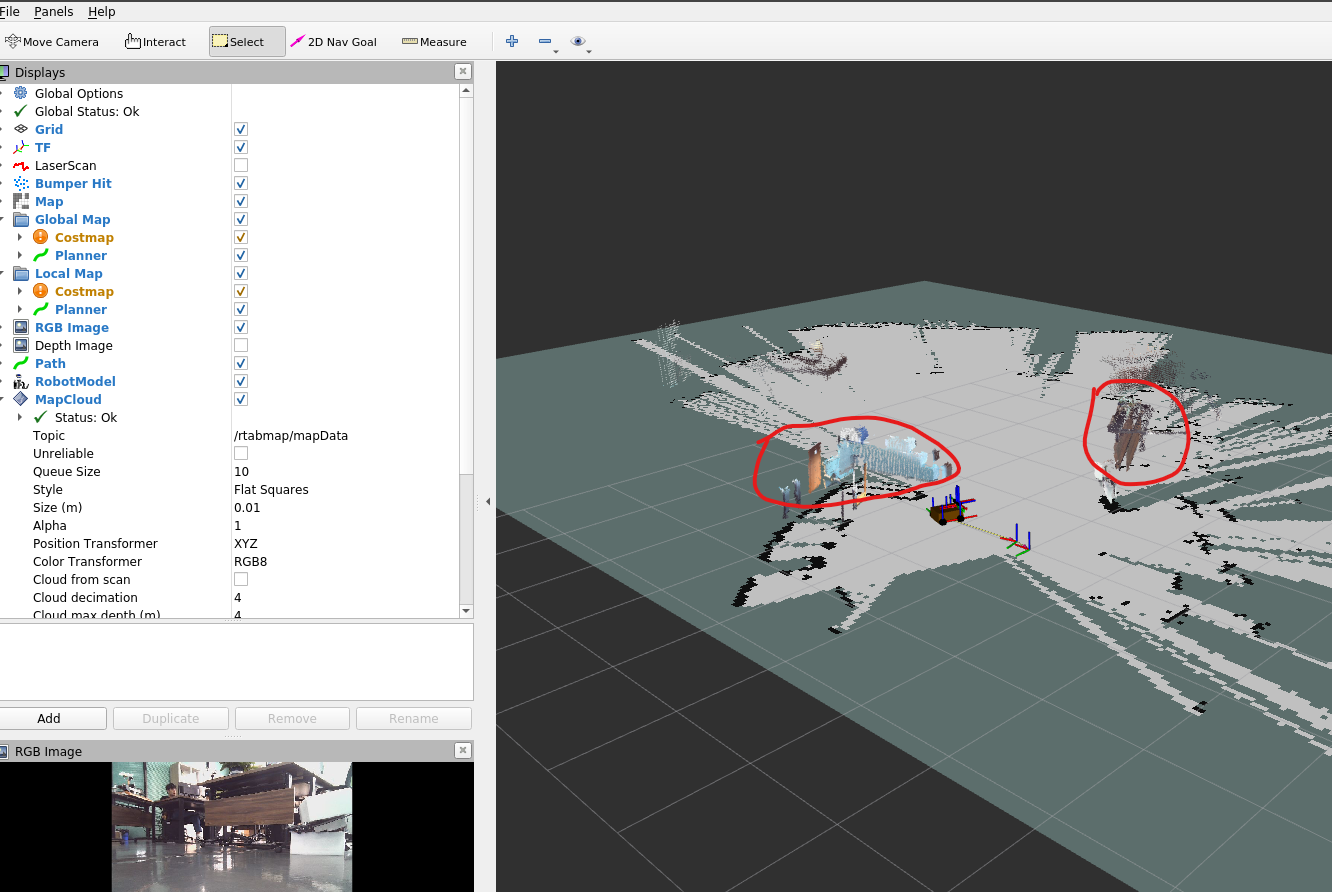 File Panels Help
Move Camera Interact Select 2D Nav Goal Measure
Displays
Global Options
Global Status: Ok
Grid
TF
LaserScan
Bumper Hit
Map
Global Map
Costmap
Planner
Local Map
Costmap
Planner
RGB Image
Depth Image
Path
RobotModel
MapCloud
Status: Ok
Topic /rtabmap/mapData
Unreliable
Queue Size 10
Style Flat Squares
Size (m) 0.01
Alpha 1
Position Transformer XYZ
Color Transformer RGB8
Cloud from scan
Cloud decimation 4
Cloud max depth (m) 4
Add Duplicate Remove Rename
RGB Image